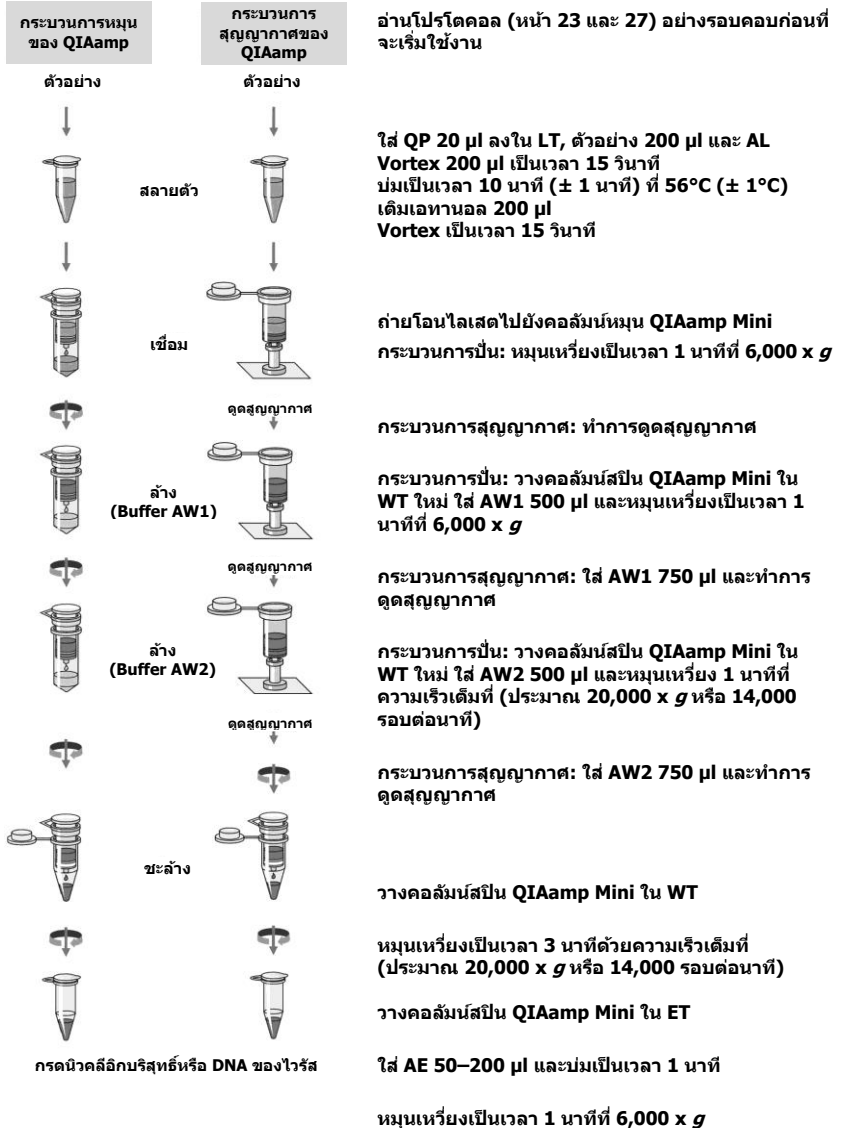 กระบวนการหมุน
ของ QIAamp
กระบวนการ
สุญญากาศของ
QIAamp
อ่านโปรโตคอล (หน้า 23 และ 27) อย่างรอบคอบก่อนที่
จะเริ่มใช้งาน
ตัวอย่าง
ตัวอย่าง
ใส่ QP 20 µl ลงใน LT, ตัวอย่าง 200 µl และ AL
Vortex 200 µl เป็นเวลา 15 วินาที
บ่มเป็นเวลา 10 นาที (± 1 นาที) ที่ 56°C (± 1°C)
เติมเอทานอล 200 µl
Vortex เป็นเวลา 15 วินาที
สลายตัว
ถ่ายโอนไลเสตไปยังคอลัมน์หมุน QIAamp Mini
เชื่อม
กระบวนการปั่น: หมุนเหวี่ยงเป็นเวลา 1 นาทีที่ 6,000 x g
ดูดสุญญากาศ
กระบวนการสุญญากาศ: ทำการดูดสุญญากาศ
กระบวนการปั่น: วางคอลัมน์สปิน QIAamp Mini ใน
WT ใหม่ ใส่ AW1 500 µl และหมุนเหวี่ยงเป็นเวลา 1
นาทีที่ 6,000 x g
ล้าง
(Buffer AW1)
ดูดสุญญากาศ
กระบวนการสุญญากาศ: ใส่ AW1 750 µl และทำการ
ดูดสุญญากาศ
ล้าง
(Buffer AW2)
กระบวนการปั่น: วางคอลัมน์สปิน QIAamp Mini ใน
WT ใหม่ ใส่ AW2 500 µl และหมุนเหวี่ยง 1 นาทีที่
ความเร็วเต็มที่ (ประมาณ 20,000 x g หรือ 14,000
รอบต่อนาที)
ดูดสุญญากาศ
กระบวนการสุญญากาศ: ใส่ AW2 750 µl และทำการ
ดูดสุญญากาศ
ชะล้าง
วางคอลัมน์สปิน QIAamp Mini ใน WT
หมุนเหวี่ยงเป็นเวลา 3 นาทีด้วยความเร็วเต็มที่
(ประมาณ 20,000 x g หรือ 14,000 รอบต่อนาที)
วางคอลัมน์สปิน QIAamp Mini ใน ET
กรดนิวคลีอิกบริสุทธิ์หรือ DNA ของไวรัส
ใส่ AE 50–200 µl และบ่มเป็นเวลา 1 นาที
หมุนเหวี่ยงเป็นเวลา 1 นาทีที่ 6,000 x g